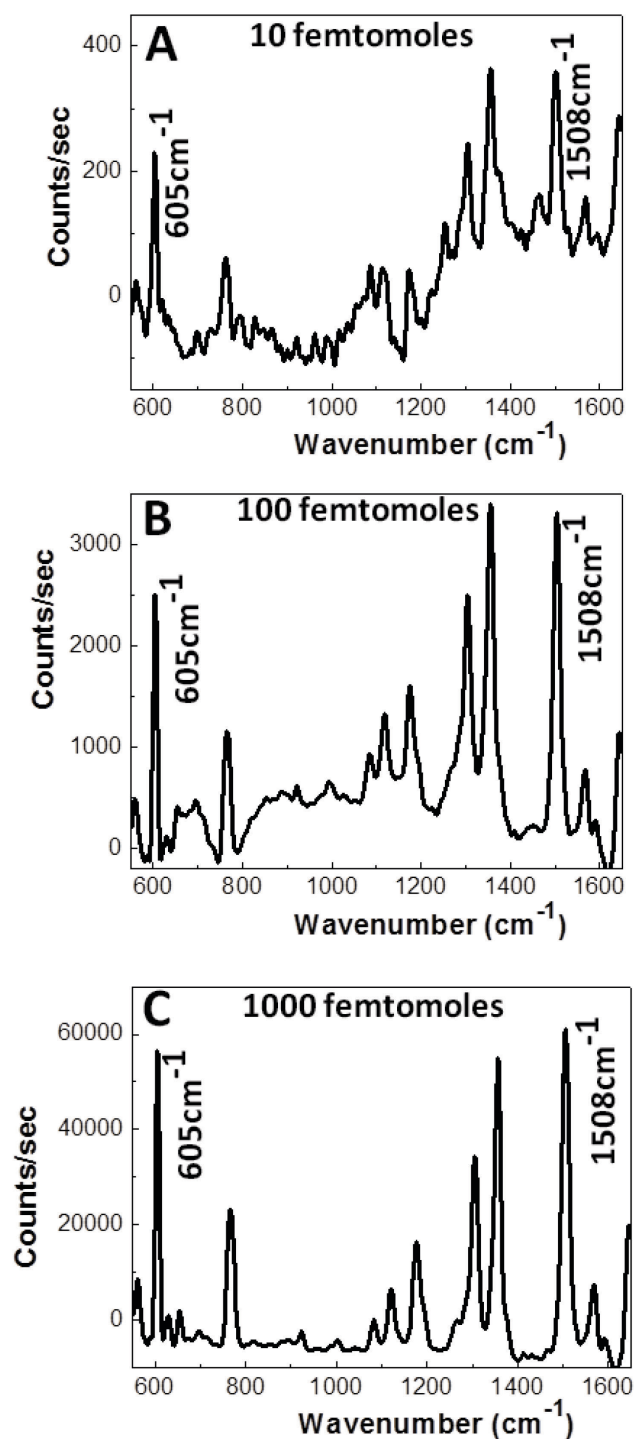 A
10 femtomoles
400
200
0
Counts/sec
605cm-1
1508cm-1
600 800 1000 1200 1400 1600
Wavenumber (cm-1)
B
100 femtomoles
3000
2000
1000
0
Counts/sec
605cm-1
1508cm-1
600 800 1000 1200 1400 1600
Wavenumber (cm-1)
C
1000 femtomoles
60000
40000
20000
0
Counts/sec
605cm-1
1508cm-1
600 800 1000 1200 1400 1600
Wavenumber (cm-1)